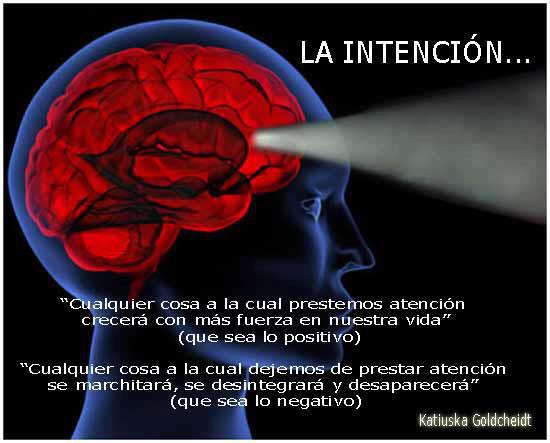 LA INTENCIÓN...
“Cualquier cosa a la cual prestemos atención
crecerá con más fuerza en nuestra vida”
(que sea lo positivo)
“Cualquier cosa a la cual dejemos de prestar atención
se marchitará, se desintegrará y desaparecerá”
(que sea lo negativo)
Katiuska Goldcheidt